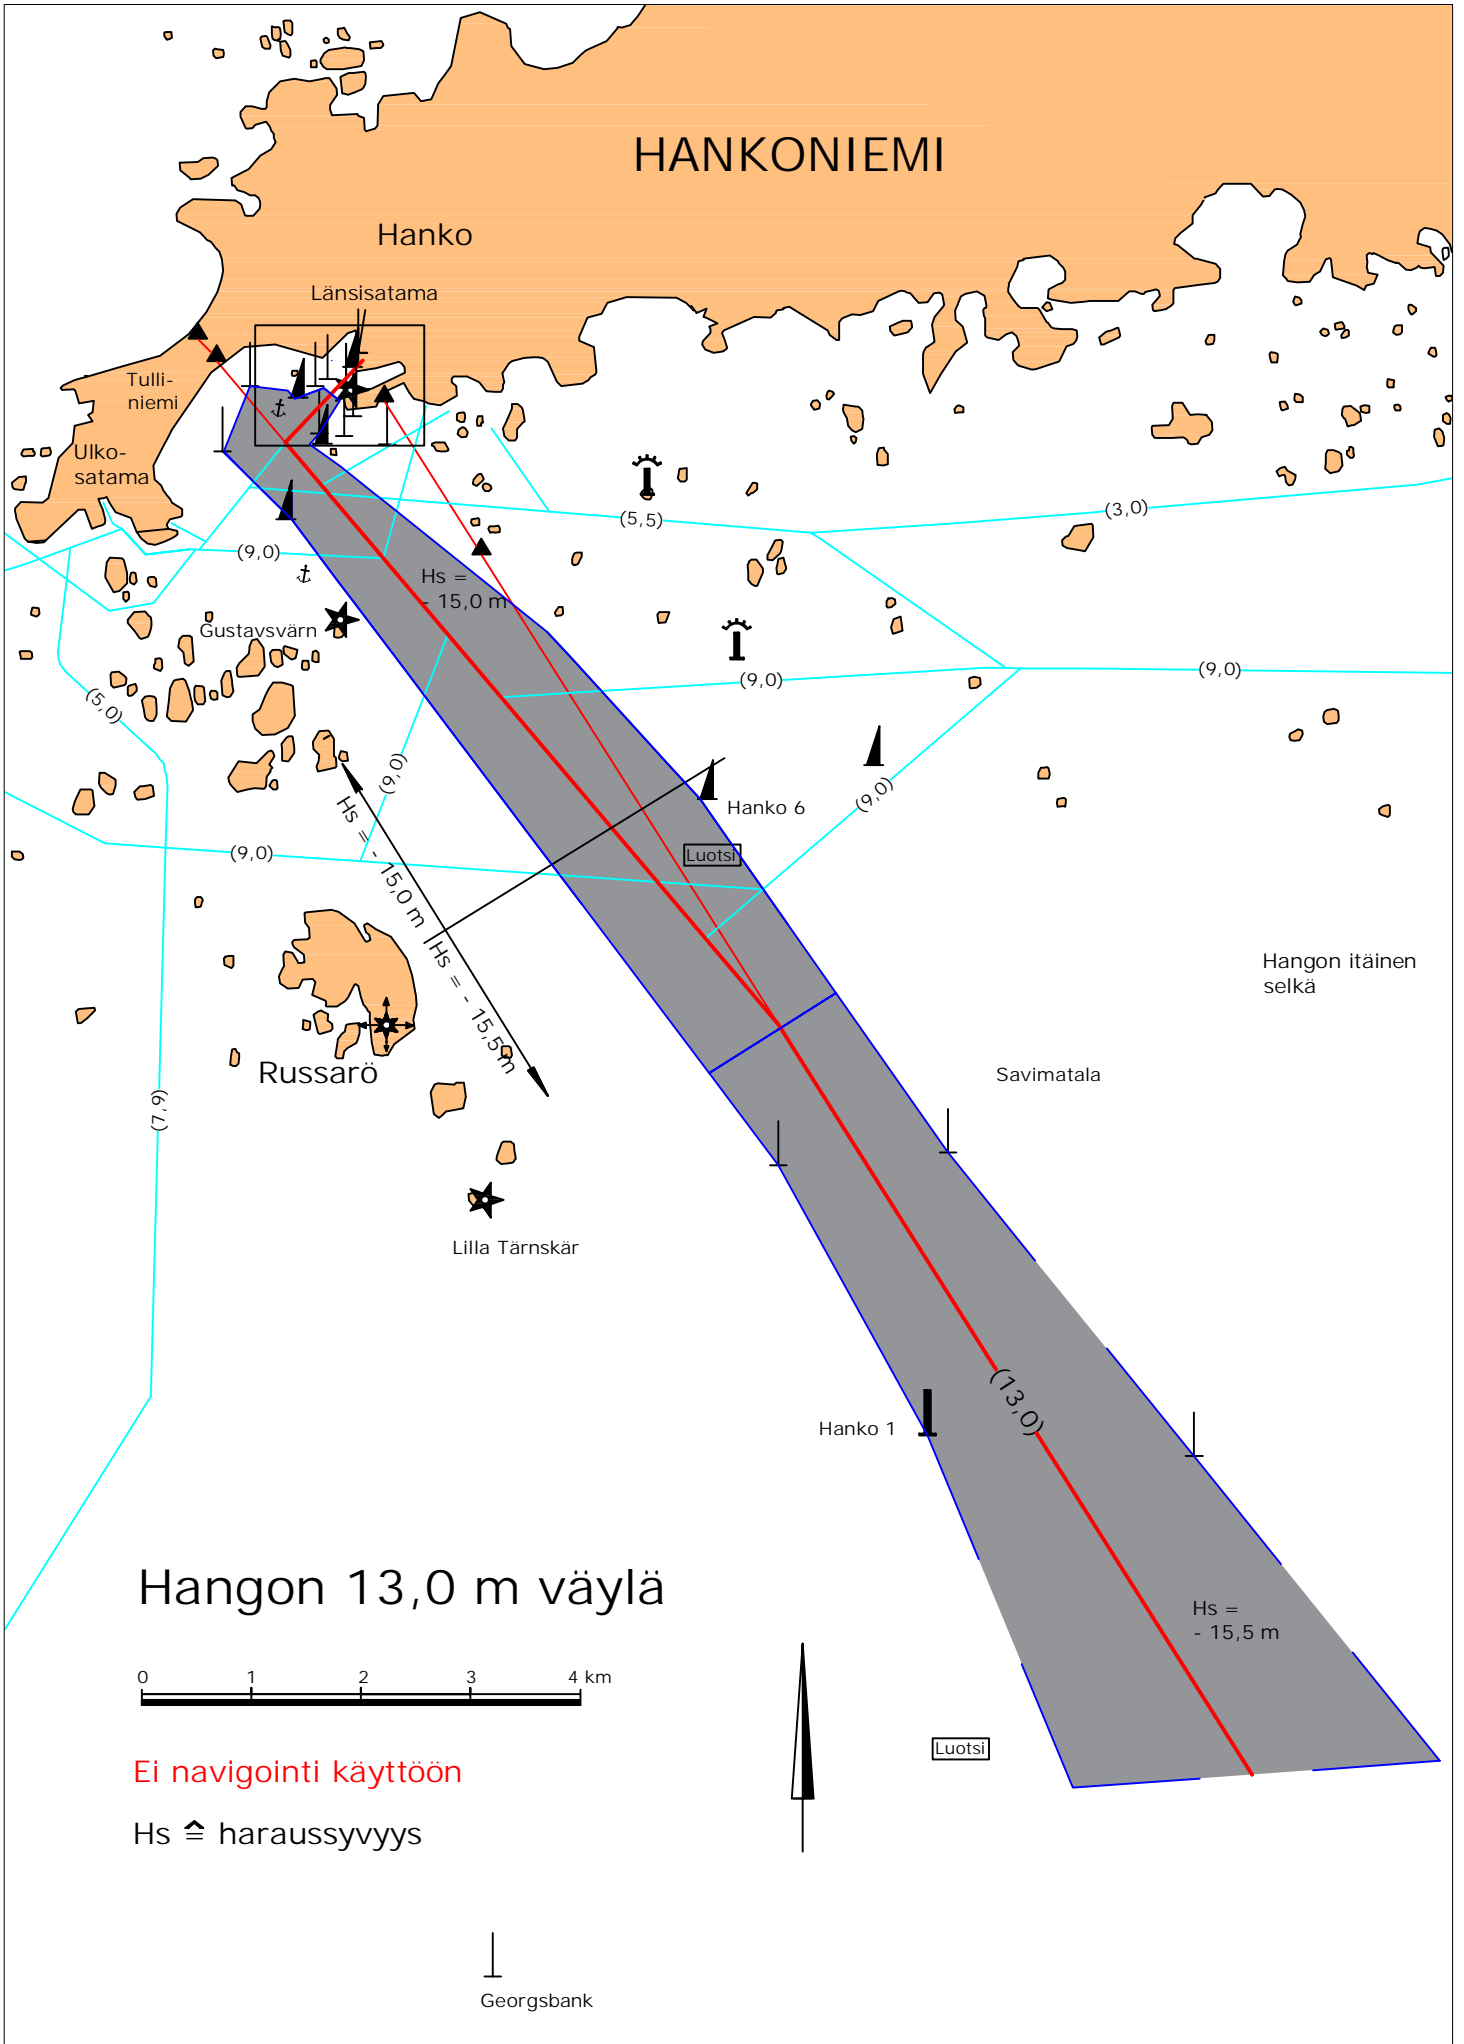 HANKONIEMI
Hanko
Länsisatama
Tulli-
niemi
Ulko-
satama
(5,5)
(3,0)
(9,0)
Hs =
- 15,0 m
Gustavsvärn
(9,0)
(9,0)
(5,0)
(9,0)
(9,0)
Hanko 6
Luotsi
(9,0)
Hs = - 15,0 m
Hs = - 15,5 m
Hangon itäinen
selkä
Russarö
Savimatala
(7,9)
Lilla Tärnskär
(13,0)
Hanko 1
Hangon 13,0 m väylä
Hs =
- 15,5 m
0 1 2 3 4 km
Luotsi
Ei navigointi käyttöön
Hs ≙ haraussyvyys
Georgsbank